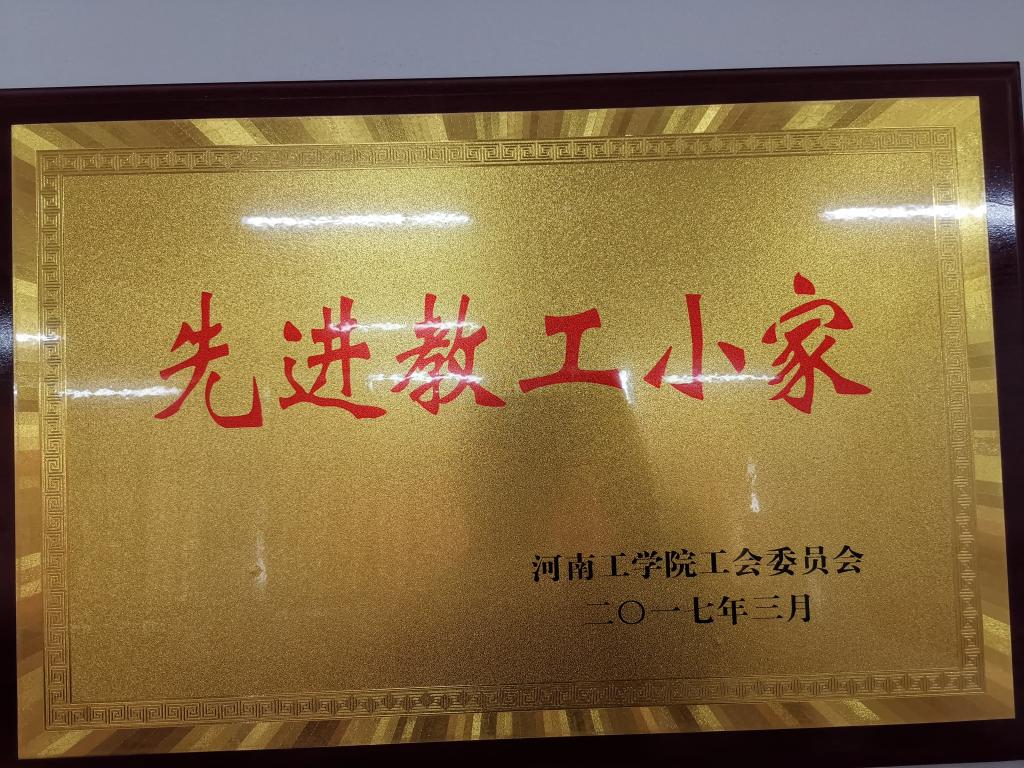 先进教工小家
河南工学院工会委员会
二〇一七年三月